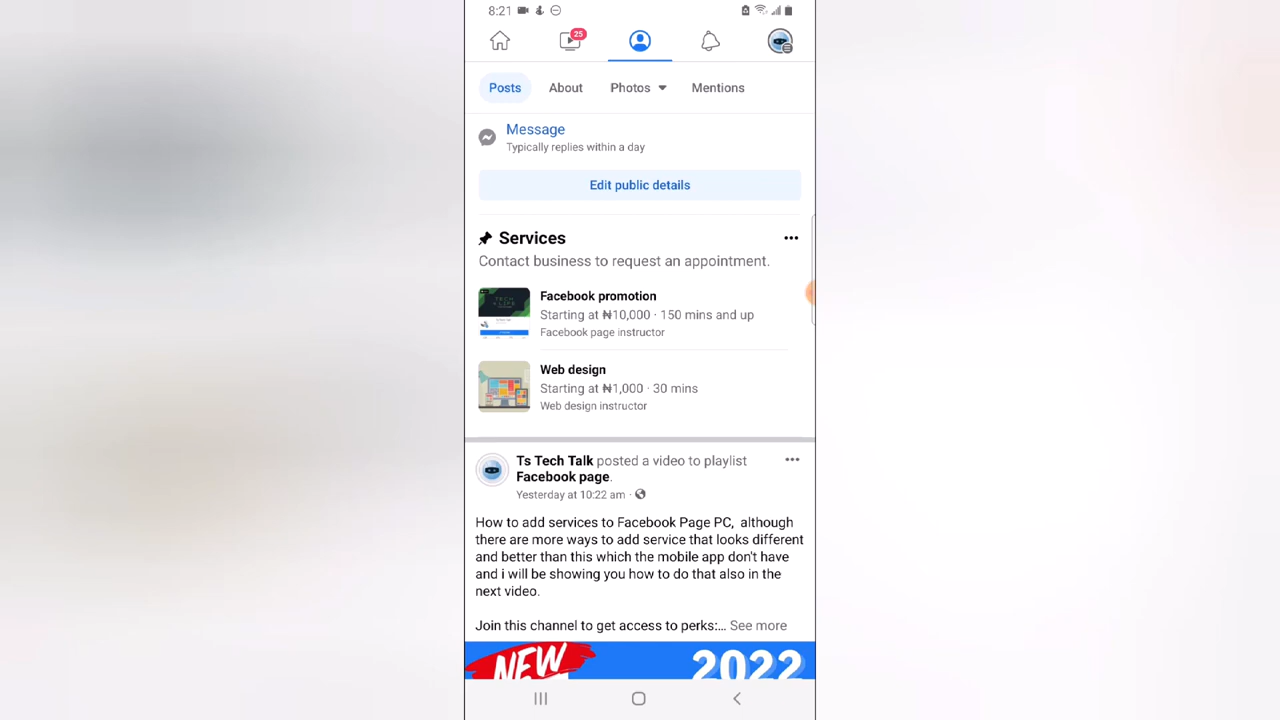 8:21
25
Posts About Photos Mentions
Message
Typically replies within a day
Edit public details
Services
Contact business to request an appointment.
Facebook promotion
Starting at ₦10,000 · 150 mins and up
Facebook page instructor
Web design
Starting at ₦1,000 · 30 mins
Web design instructor
Ts Tech Talk posted a video to playlist
Facebook page.
Yesterday at 10:22 am ·
How to add services to Facebook Page PC, although
there are more ways to add service that looks different
and better than this which the mobile app don't have
and i will be showing you how to do that also in the
next video.
Join this channel to get access to perks:... See more
NEW 2022